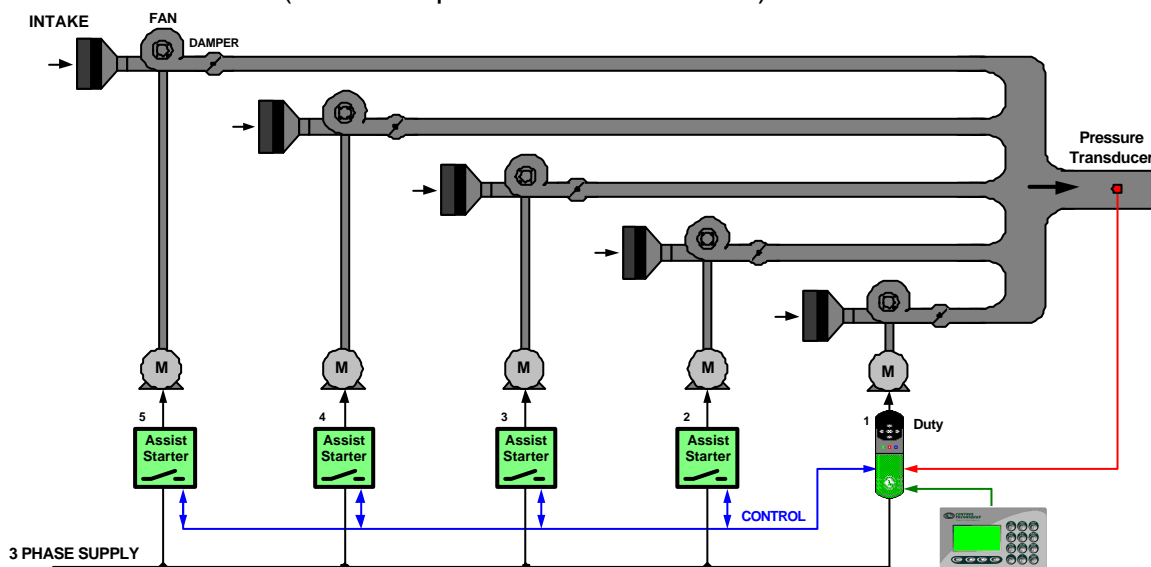 INTAKE
FAN
DAMPER
Pressure
Transducer
M
M
M
M
M
5
4
3
2
1
Duty
Assist
Starter
Assist
Starter
Assist
Starter
Assist
Starter
CONTROL
3 PHASE SUPPLY